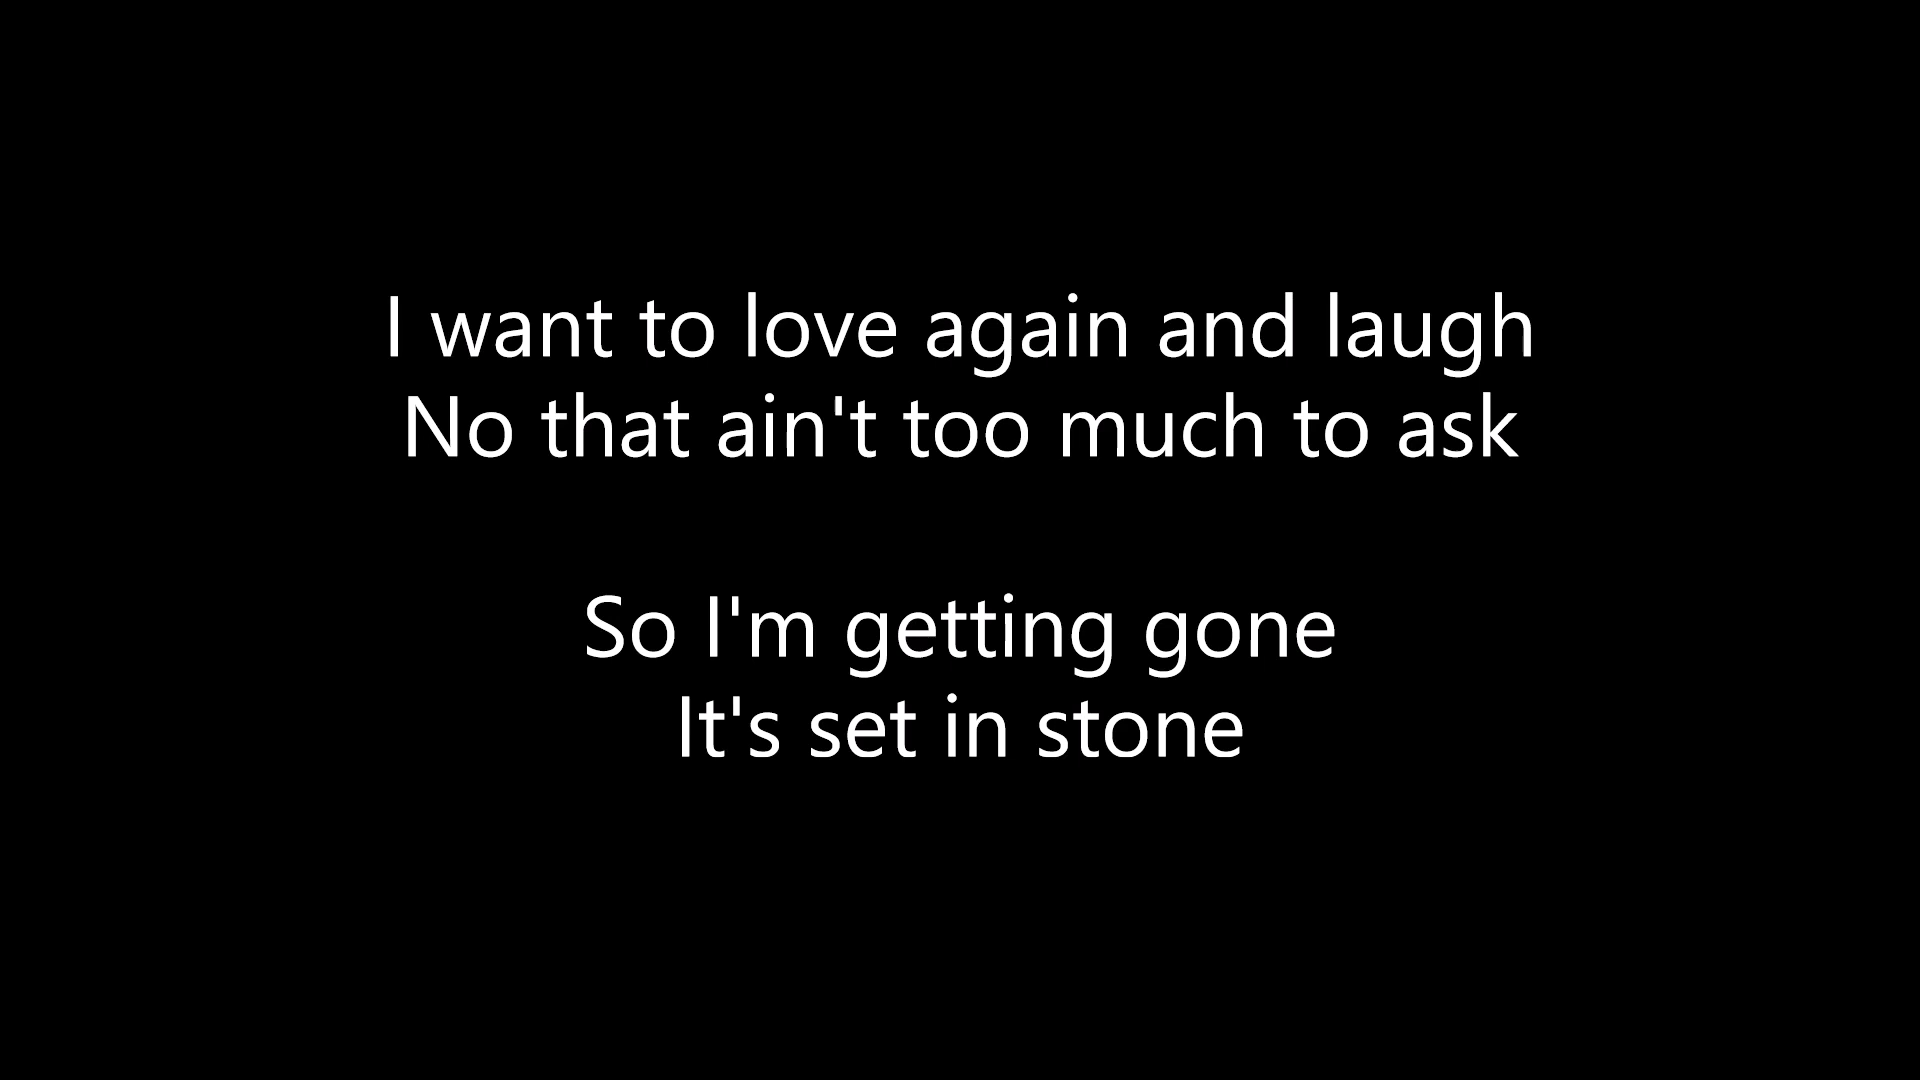 I want to love again and laugh
No that ain't too much to ask
So I'm getting gone
It's set in stone